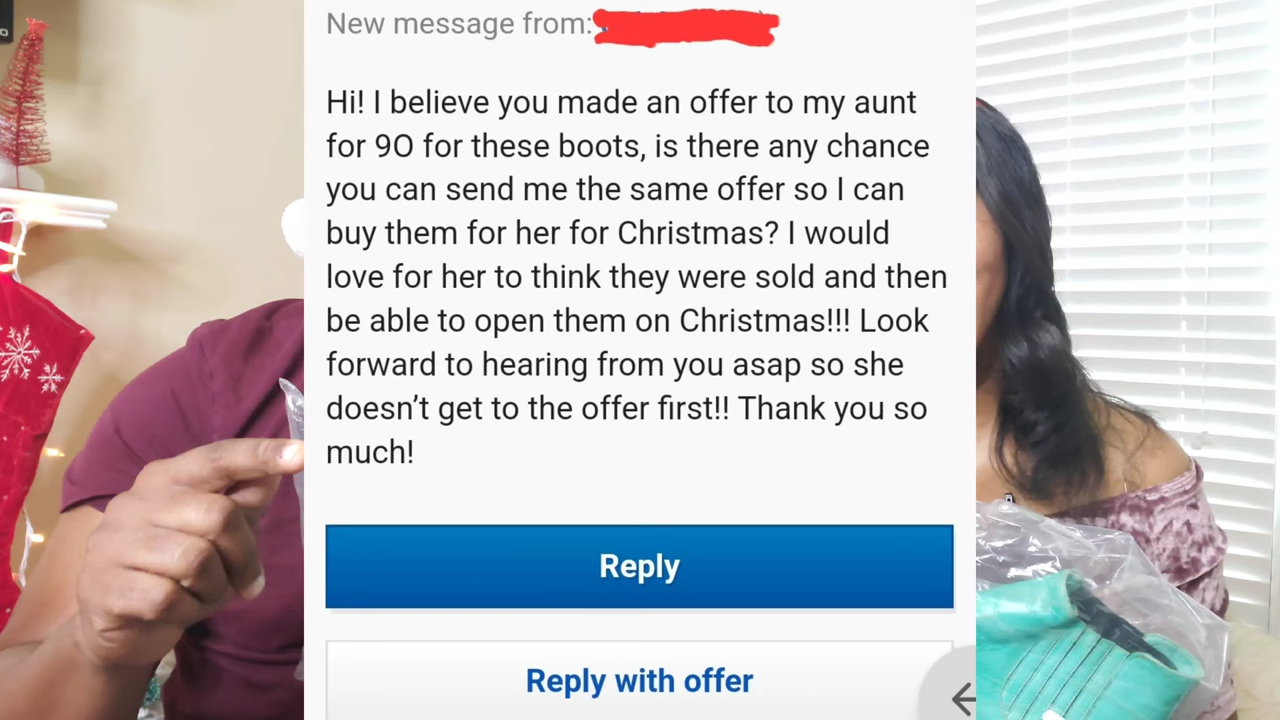 New message from:
Hi! I believe you made an offer to my aunt
for 9O for these boots, is there any chance
you can send me the same offer so I can
buy them for her for Christmas? I would
love for her to think they were sold and then
be able to open them on Christmas!!! Look
forward to hearing from you asap so she
doesn’t get to the offer first!! Thank you so
much!
Reply
Reply with offer